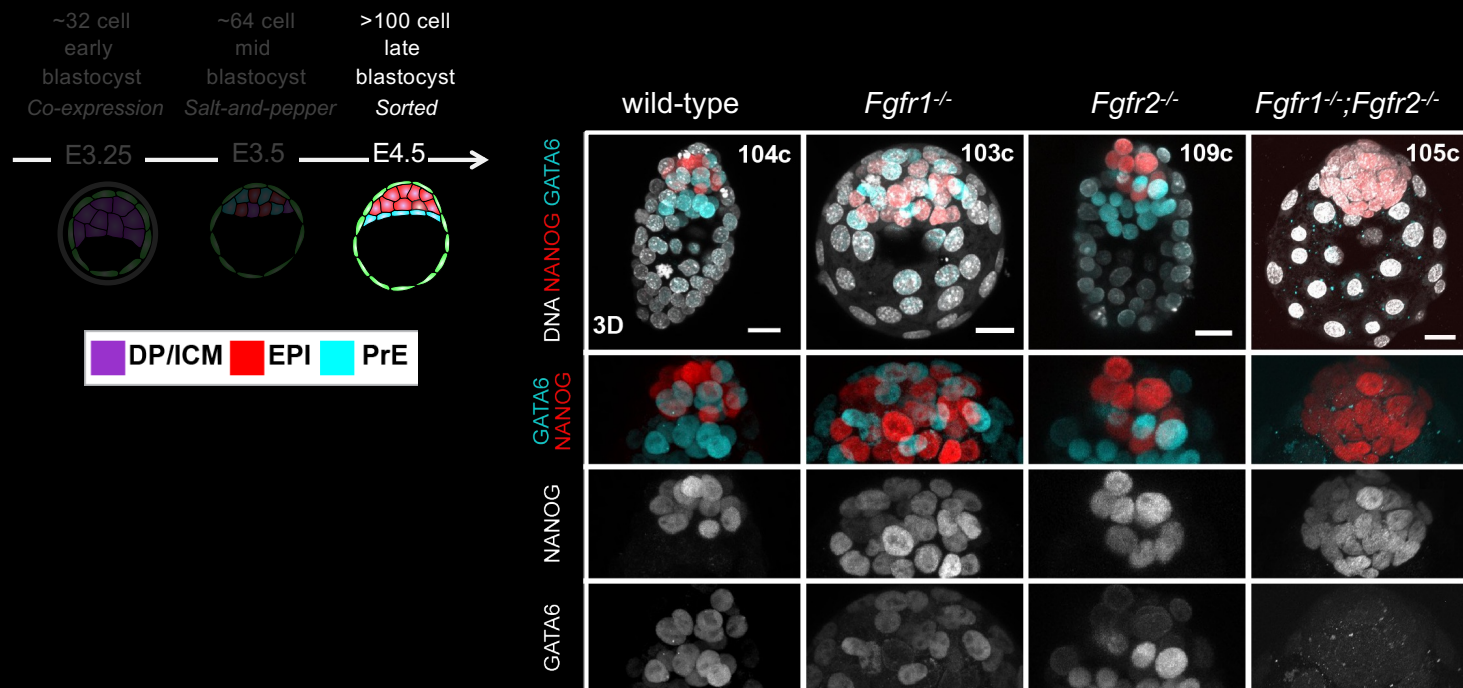 ~32 cell
early
blastocyst
Co-expression
~64 cell
mid
blastocyst
Salt-and-pepper
>100 cell
late
blastocyst
Sorted
E3.25
E3.5
E4.5
DP/ICM
EPI
PrE
wild-type
Fgfr1-/-
Fgfr2-/-
Fgfr1-/-;Fgfr2-/-
DNA NANOG GATA6
104c
3D
103c
109c
105c
GATA6
NANOG
NANOG
GATA6